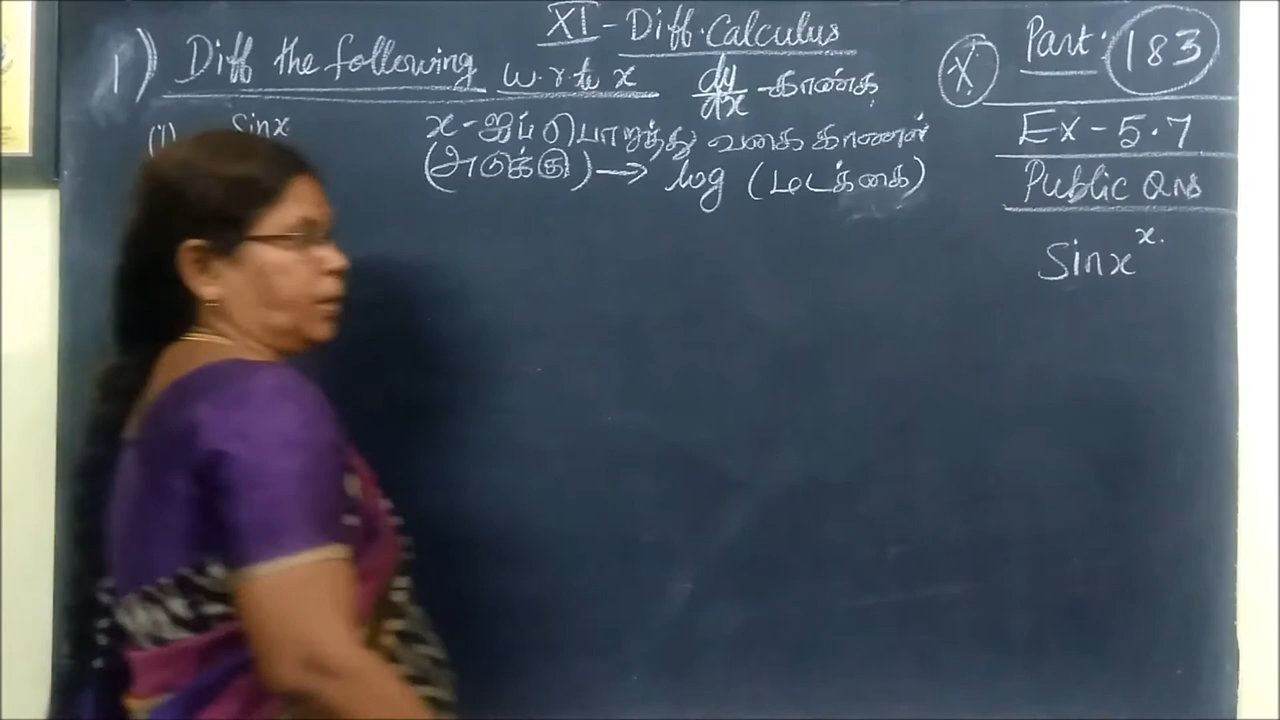 XI - Diff. Calculus
1) Diff the following w.r.to x dy/dx -காண்க
(i) Sinx
x-ஐப் பொறுத்து வகை காணல்
(அடுக்கு) → log (மடக்கை)
X Part: 183
Ex - 5.7
Public Qns
Sinx^x.